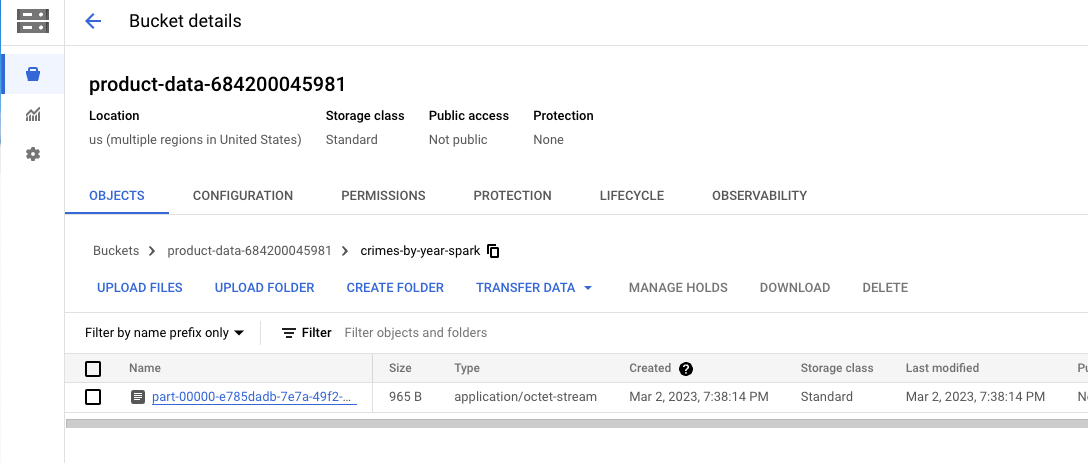 Bucket details
product-data-684200045981
Location Storage class Public access Protection
us (multiple regions in United States) Standard Not public None
OBJECTS CONFIGURATION PERMISSIONS PROTECTION LIFECYCLE OBSERVABILITY
Buckets > product-data-684200045981 > crimes-by-year-spark
UPLOAD FILES UPLOAD FOLDER CREATE FOLDER TRANSFER DATA MANAGE HOLDS DOWNLOAD DELETE
Filter by name prefix only Filter Filter objects and folders
Name Size Type Created Storage class Last modified
part-00000-e785dadb-7e7a-49f2-... 965 B application/octet-stream Mar 2, 2023, 7:38:14 PM Standard Mar 2, 2023, 7:38:14 PM